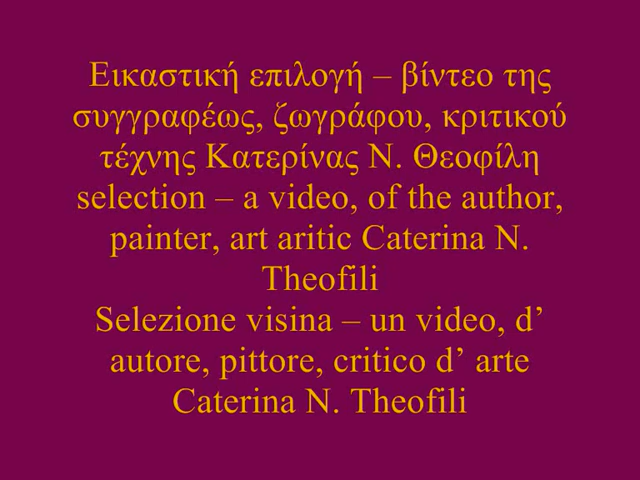 Εικαστική επιλογή – βίντεο της
συγγραφέως, ζωγράφου, κριτικού
τέχνης Κατερίνας Ν. Θεοφίλη
selection – a video, of the author,
painter, art aritic Caterina N.
Theofili
Selezione visina – un video, d’
autore, pittore, critico d’ arte
Caterina N. Theofili